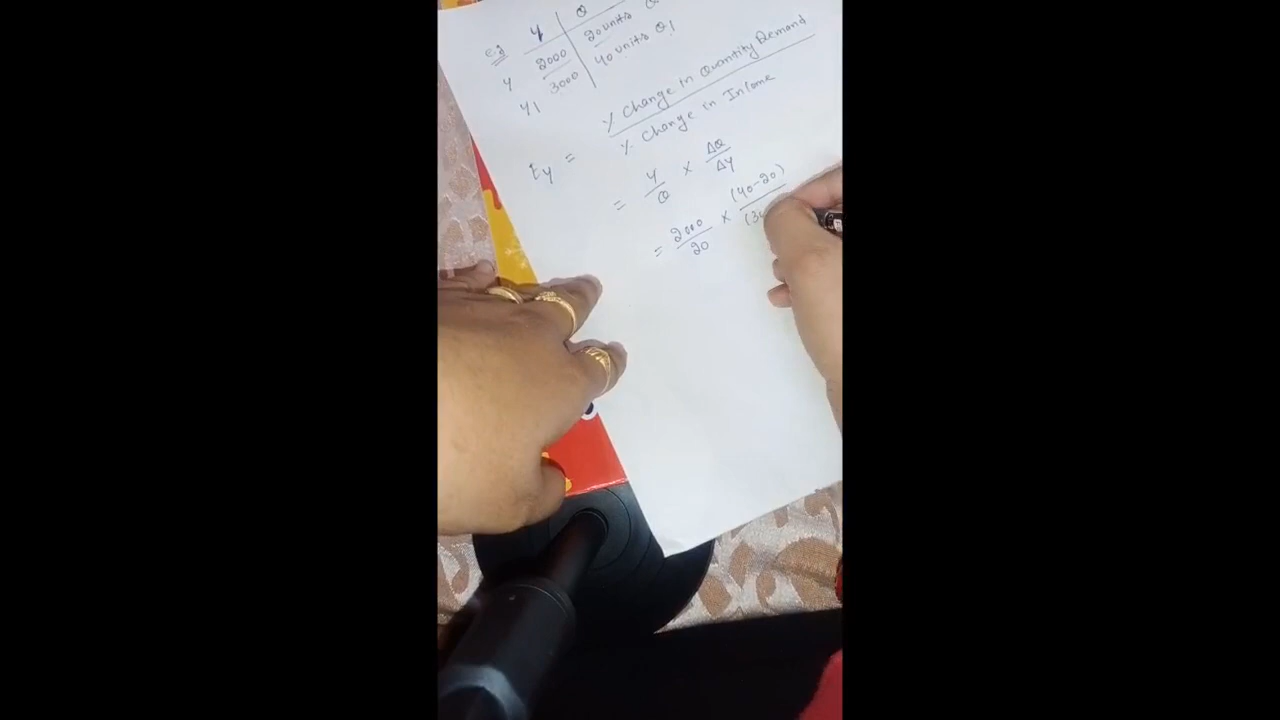 e.g Y Q
Y 2000 20 units Q
Y1 3000 40 units Q1
Ey = % Change in Quantity Demand
% Change in Income
= Y/Q × ΔQ/ΔY
= 2000/20 × (40-20)
(30